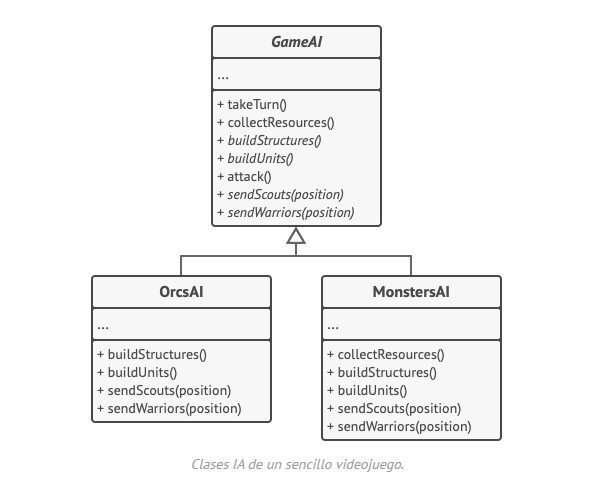 GameAI
...
+ takeTurn()
+ collectResources()
+ buildStructures()
+ buildUnits()
+ attack()
+ sendScouts(position)
+ sendWarriors(position)
OrcsAI
...
+ buildStructures()
+ buildUnits()
+ sendScouts(position)
+ sendWarriors(position)
MonstersAI
...
+ collectResources()
+ buildStructures()
+ buildUnits()
+ sendScouts(position)
+ sendWarriors(position)
Clases IA de un sencillo videojuego.